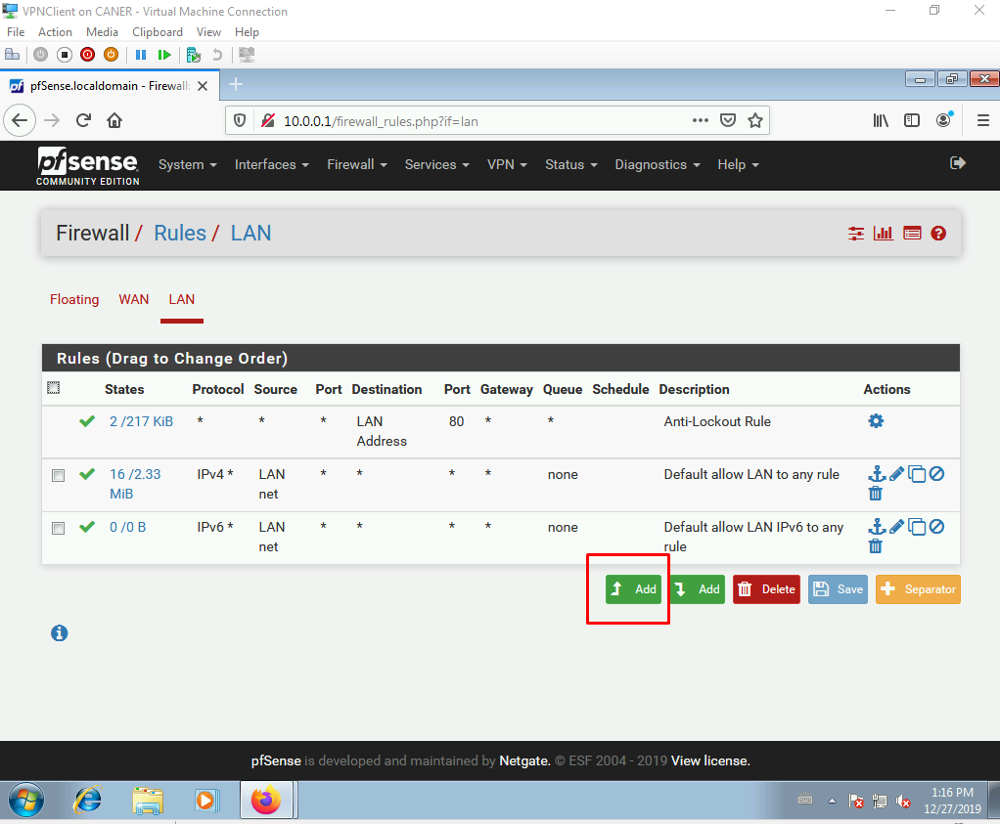 VPNClient on CANER - Virtual Machine Connection
File Action Media Clipboard View Help
pf pfSense.localdomain - Firewall:
10.0.0.1/firewall_rules.php?if=lan
pfsense System Interfaces Firewall Services VPN Status Diagnostics Help
COMMUNITY EDITION
Firewall / Rules / LAN
Floating WAN LAN
Rules (Drag to Change Order)
States Protocol Source Port Destination Port Gateway Queue Schedule Description Actions
2 /217 KiB * * * LAN 80 * * Anti-Lockout Rule
Address
16 /2.33 IPv4 * LAN * * * * none Default allow LAN to any rule
MiB net
0 /0 B IPv6 * LAN * * * * none Default allow LAN IPv6 to any
net rule
Add Add Delete Save Separator
pfSense is developed and maintained by Netgate. © ESF 2004 - 2019 View license.
1:16 PM
12/27/2019